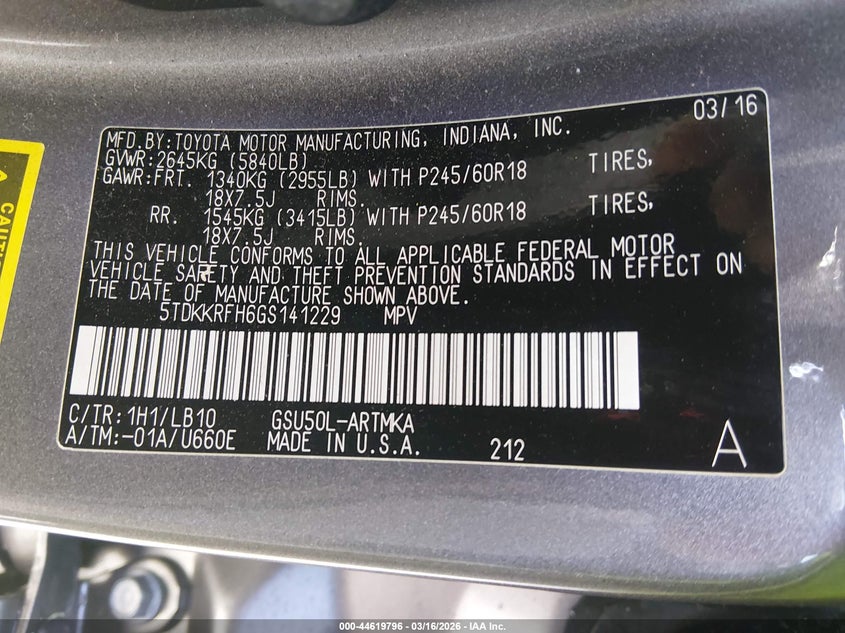 03/16
MFD.BY:TOYOTA MOTOR MANUFACTURING, INDIANA, INC.
GVWR:2645KG (5840LB)
GAWR:FRT. 1340KG (2955LB) WITH P245/60R18 TIRES,
18X7.5J RIMS.
RR. 1545KG (3415LB) WITH P245/60R18 TIRES,
18X7.5J RIMS.
THIS VEHICLE CONFORMS TO ALL APPLICABLE FEDERAL MOTOR
VEHICLE SAFETY AND THEFT PREVENTION STANDARDS IN EFFECT ON
THE DATE OF MANUFACTURE SHOWN ABOVE.
5TDKKRFH6GS141229 MPV
C/TR:1H1/LB10 GSU50L-ARTMKA
A/TM:-01A/U660E MADE IN U.S.A. 212 A
000-44619796 - 03/16/2026 - IAA Inc.